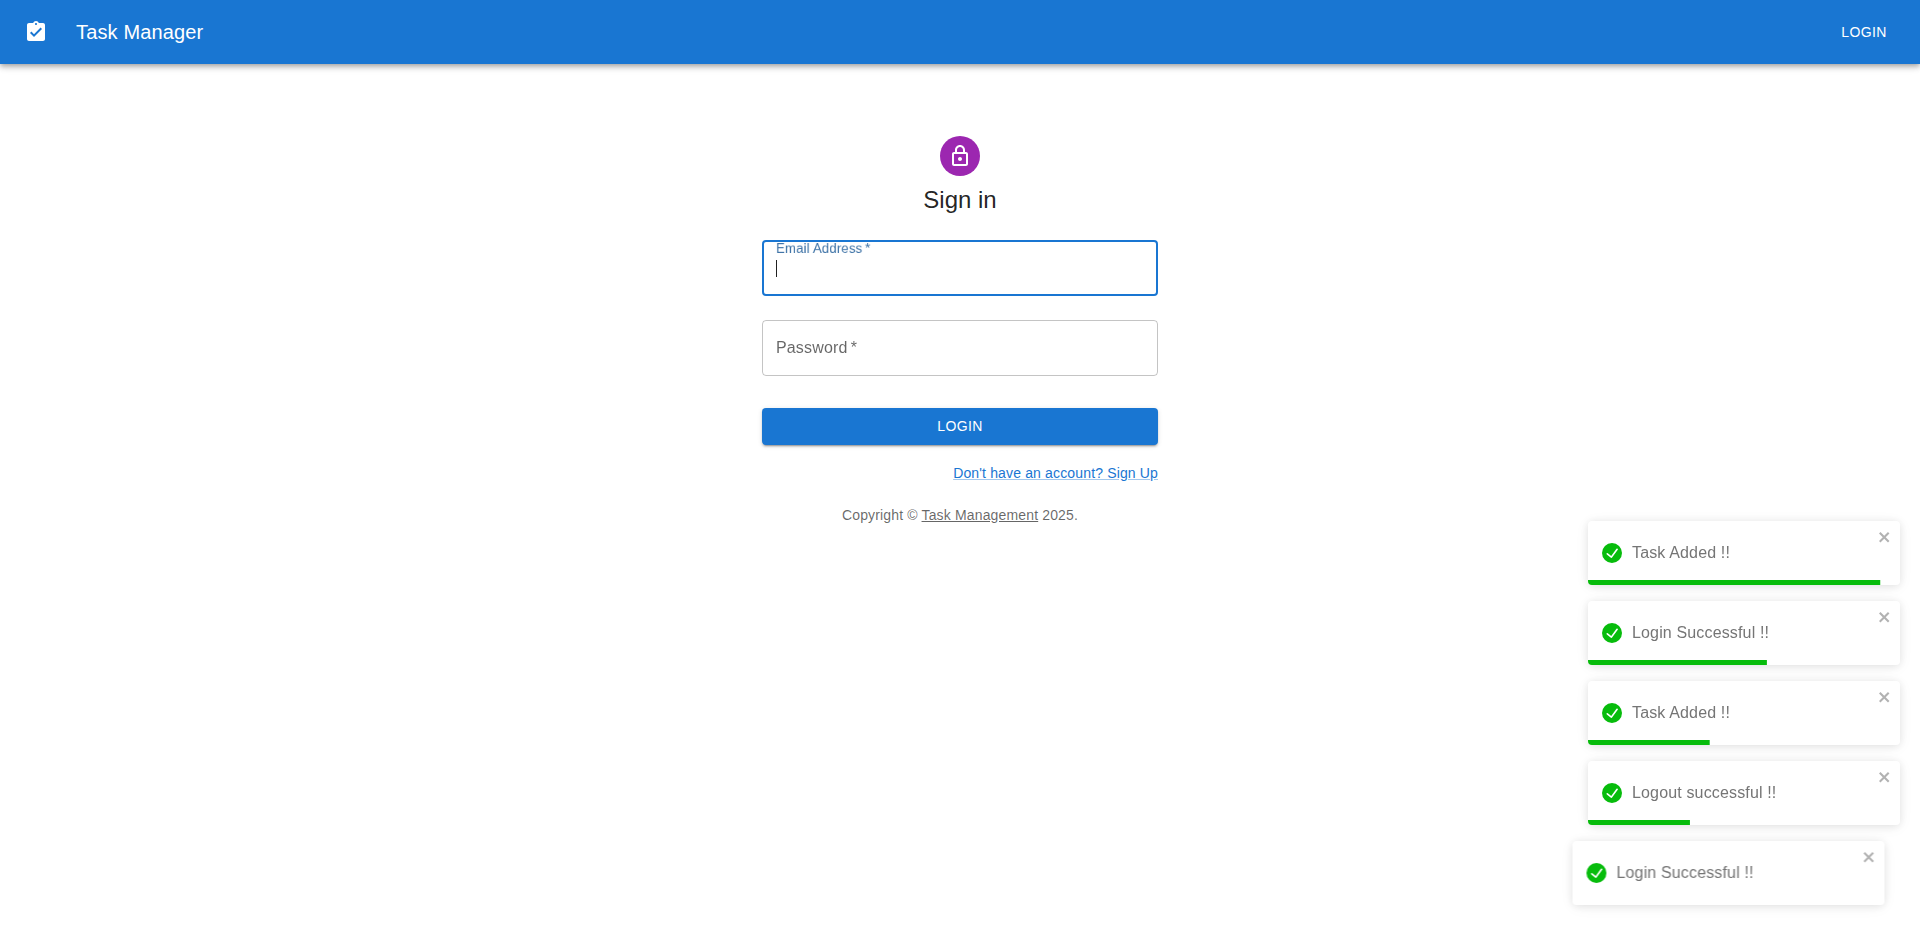 Task Manager
LOGIN
Sign in
Email Address *
Password *
LOGIN
Don't have an account? Sign Up
Copyright © Task Management 2025.
Task Added !!
Login Successful !!
Task Added !!
Logout successful !!
Login Successful !!